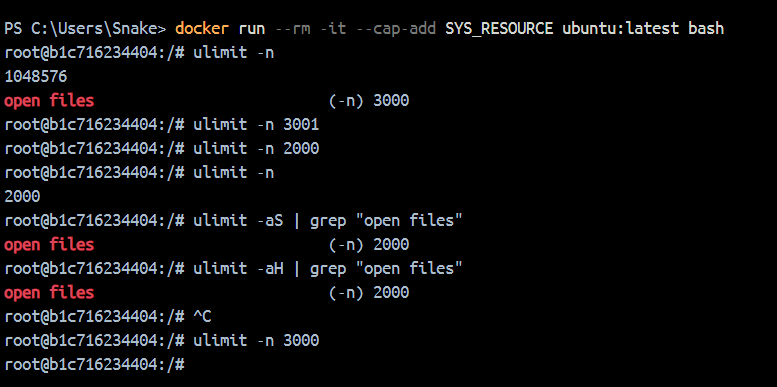 PS C:\Users\Snake> docker run --rm -it --cap-add SYS_RESOURCE ubuntu:latest bash
root@b1c716234404:/# ulimit -n
1048576
open files                          (-n) 3000
root@b1c716234404:/# ulimit -n 3001
root@b1c716234404:/# ulimit -n 2000
root@b1c716234404:/# ulimit -n
2000
root@b1c716234404:/# ulimit -aS | grep "open files"
open files                          (-n) 2000
root@b1c716234404:/# ulimit -aH | grep "open files"
open files                          (-n) 2000
root@b1c716234404:/# ^C
root@b1c716234404:/# ulimit -n 3000
root@b1c716234404:/#